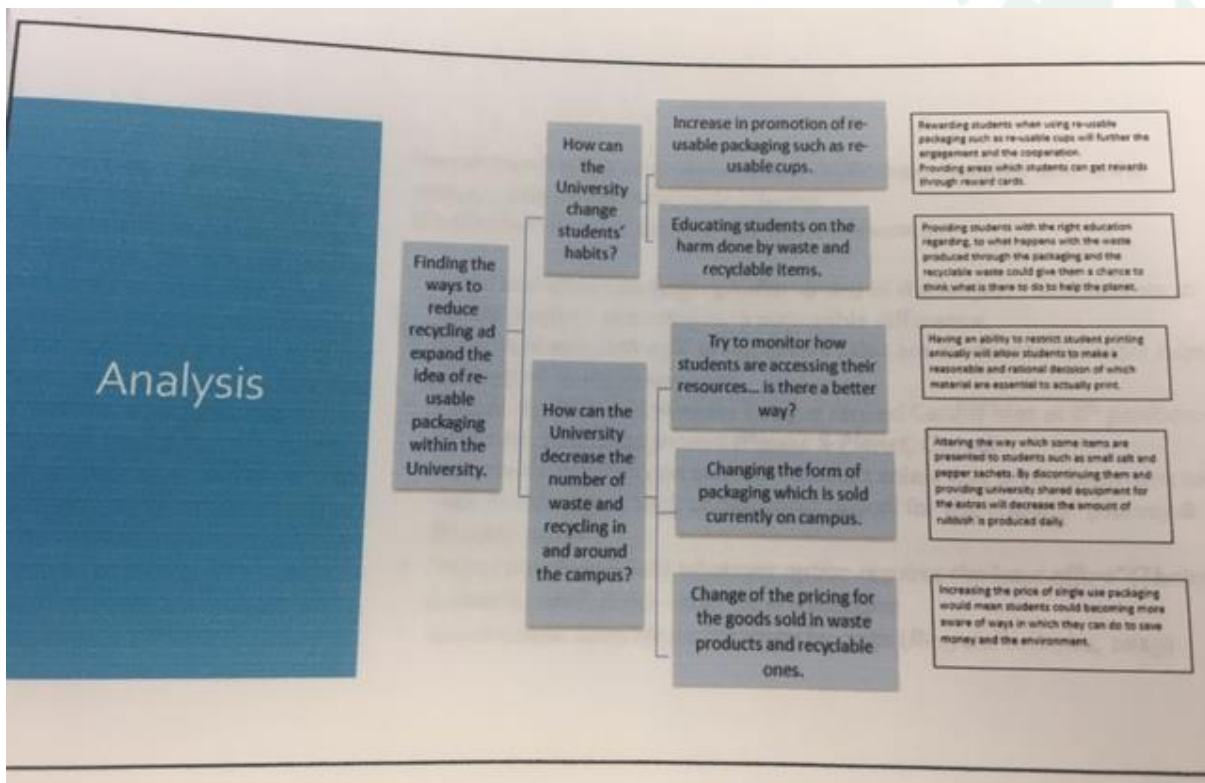 Analysis
Finding the
ways to
reduce
recycling ad
expand the
idea of re-
usable
packaging
within the
University.
How can
the
University
change
students'
habits?
Increase in promotion of re-
usable packaging such as re-
usable cups.
Rewarding students when using re-usable
packaging such as re-usable cups will further the
engagement and the cooperation.
Providing areas which students can get rewards
through reward cards.
Educating students on the
harm done by waste and
recyclable items.
Providing students with the right education
regarding, to what happens with the waste
produced through the packaging and the
recyclable waste could give them a chance to
think what is there to do to help the planet.
How can the
University
decrease the
number of
waste and
recycling in
and around
the campus?
Try to monitor how
students are accessing their
resources... is there a better
way?
Having an ability to restrict student printing
annually will allow students to make a
reasonable and rational decision of which
material are essential to actually print.
Changing the form of
packaging which is sold
currently on campus.
Altering the way which some items are
presented to students such as small salt and
pepper sachets. By discontinuing them and
providing university shared equipment for
the extras will decrease the amount of
rubbish is produced daily.
Change of the pricing for
the goods sold in waste
products and recyclable
ones.
Increasing the price of single use packaging
would mean students could becoming more
aware of ways in which they can do to save
money and the environment.